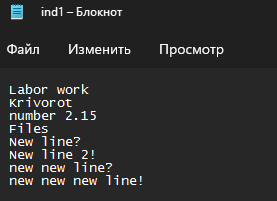 ind1 – Блокнот
Файл Изменить Просмотр
Labor work
Krivorot
number 2.15
Files
New line?
New line 2!
new new line?
new new new line!